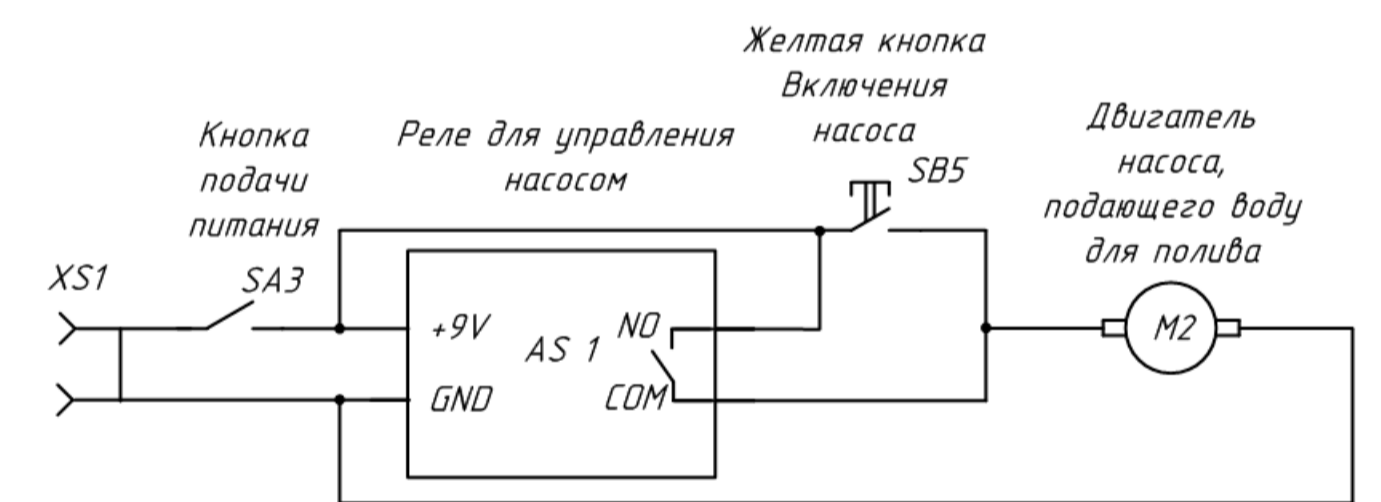 Желтая кнопка
Включения
насоса
Кнопка
подачи
питания
Реле для управления
насосом
Двигатель
насоса,
подающего воду
для полива
SB5
XS1
SA3
+9V
GND
AS 1
NO
COM
M2